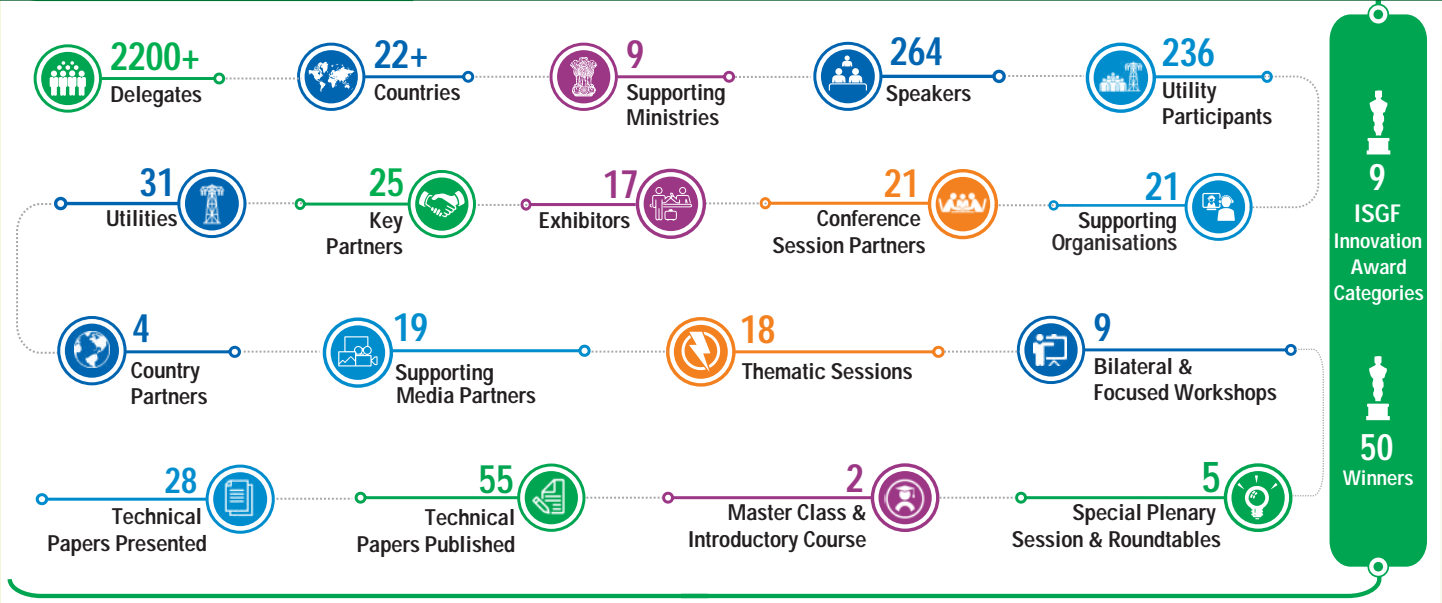 2200+
Delegates
22+
Countries
9
Supporting
Ministries
264
Speakers
236
Utility
Participants
31
Utilities
25
Key
Partners
17
Exhibitors
21
Conference
Session Partners
21
Supporting
Organisations
4
Country
Partners
19
Supporting
Media Partners
18
Thematic Sessions
9
Bilateral &
Focused Workshops
28
Technical
Papers Presented
55
Technical
Papers Published
2
Master Class &
Introductory Course
5
Special Plenary
Session & Roundtables
9
ISGF
Innovation
Award
Categories
50
Winners